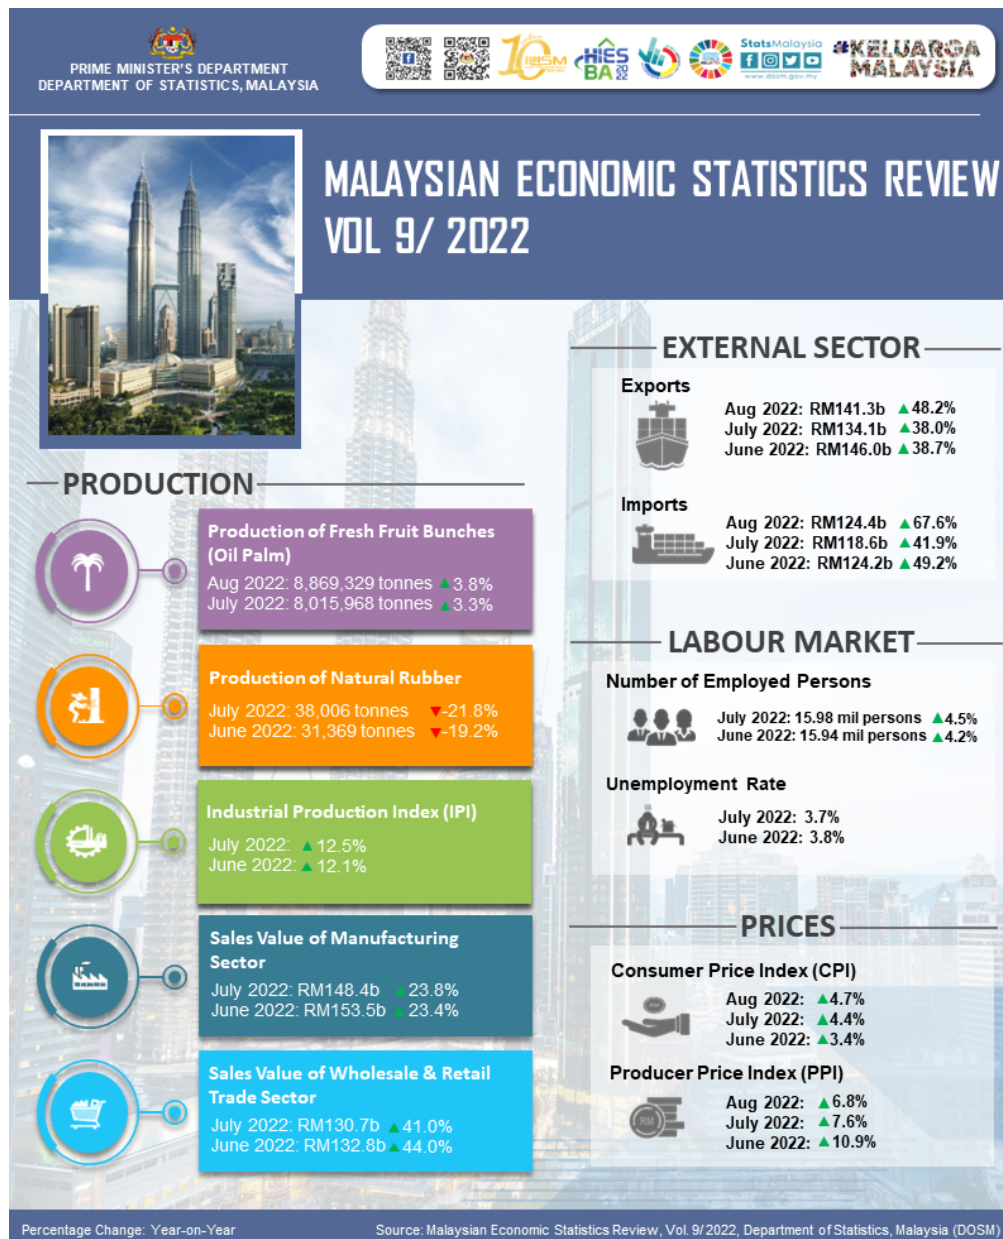 PRIME MINISTER'S DEPARTMENT
DEPARTMENT OF STATISTICS, MALAYSIA
StatsMalaysia
www.dosm.gov.my
#KELUARGA
MALAYSIA
MALAYSIAN ECONOMIC STATISTICS REVIEW
VOL 9/ 2022
PRODUCTION
Production of Fresh Fruit Bunches
(Oil Palm)
Aug 2022: 8,869,329 tonnes ▲3.8%
July 2022: 8,015,968 tonnes ▲3.3%
Production of Natural Rubber
July 2022: 38,006 tonnes ▼-21.8%
June 2022: 31,369 tonnes ▼-19.2%
Industrial Production Index (IPI)
July 2022: ▲12.5%
June 2022: ▲12.1%
Sales Value of Manufacturing
Sector
July 2022: RM148.4b ▲23.8%
June 2022: RM153.5b ▲23.4%
Sales Value of Wholesale & Retail
Trade Sector
July 2022: RM130.7b ▲41.0%
June 2022: RM132.8b ▲44.0%
EXTERNAL SECTOR
Exports
Aug 2022: RM141.3b ▲48.2%
July 2022: RM134.1b ▲38.0%
June 2022: RM146.0b ▲38.7%
Imports
Aug 2022: RM124.4b ▲67.6%
July 2022: RM118.6b ▲41.9%
June 2022: RM124.2b ▲49.2%
LABOUR MARKET
Number of Employed Persons
July 2022: 15.98 mil persons ▲4.5%
June 2022: 15.94 mil persons ▲4.2%
Unemployment Rate
July 2022: 3.7%
June 2022: 3.8%
PRICES
Consumer Price Index (CPI)
Aug 2022: ▲4.7%
July 2022: ▲4.4%
June 2022: ▲3.4%
Producer Price Index (PPI)
RM
Aug 2022: ▲6.8%
July 2022: ▲7.6%
June 2022: ▲10.9%
Percentage Change: Year-on-Year
Source: Malaysian Economic Statistics Review, Vol. 9/2022, Department of Statistics, Malaysia (DOSM)